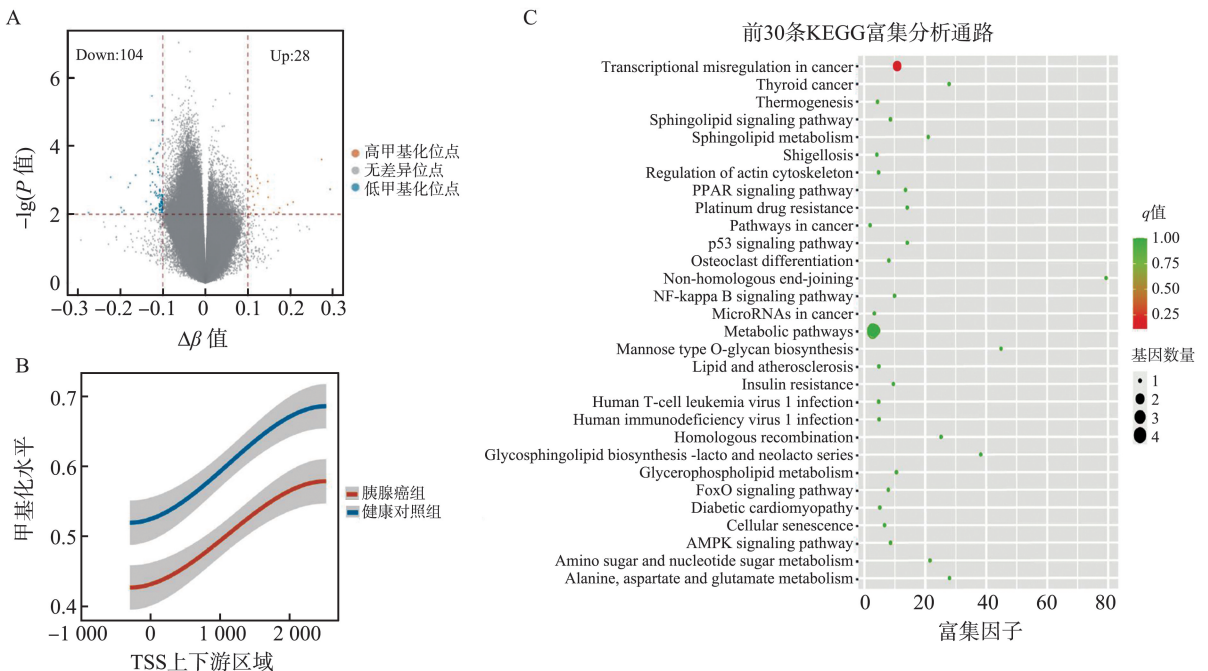 A
Down:104
Up:28
6
4
2
0
−0.3
−0.2
−0.1
0
0.1
0.2
0.3
−lg(P 值)
Δβ 值
高甲基化位点
无差异位点
低甲基化位点
B
0.7
0.6
0.5
0.4
−1 000
0
1 000
2 000
甲基化水平
TSS上下游区域
胰腺癌组
健康对照组
C
前30条KEGG富集分析通路
Transcriptional misregulation in cancer
Thyroid cancer
Thermogenesis
Sphingolipid signaling pathway
Sphingolipid metabolism
Shigellosis
Regulation of actin cytoskeleton
PPAR signaling pathway
Platinum drug resistance
Pathways in cancer
p53 signaling pathway
Osteoclast differentiation
Non-homologous end-joining
NF-kappa B signaling pathway
MicroRNAs in cancer
Metabolic pathways
Mannose type O-glycan biosynthesis
Lipid and atherosclerosis
Insulin resistance
Human T-cell leukemia virus 1 infection
Human immunodeficiency virus 1 infection
Homologous recombination
Glycosphingolipid biosynthesis -lacto and neolacto series
Glycerophospholipid metabolism
FoxO signaling pathway
Diabetic cardiomyopathy
Cellular senescence
AMPK signaling pathway
Amino sugar and nucleotide sugar metabolism
Alanine, aspartate and glutamate metabolism
0
20
40
60
80
富集因子
q值
1.00
0.75
0.50
0.25
基因数量
1
2
3
4